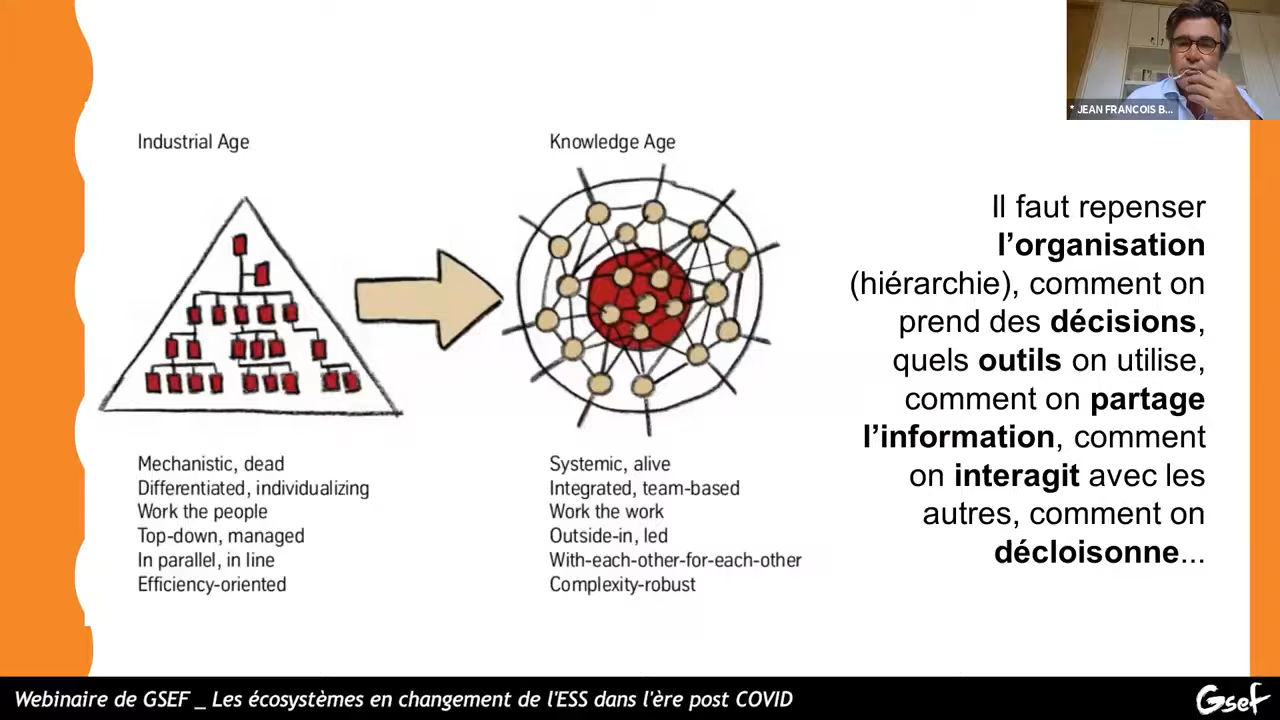 * JEAN FRANCOIS B...
Industrial Age
Knowledge Age
Mechanistic, dead
Differentiated, individualizing
Work the people
Top-down, managed
In parallel, in line
Efficiency-oriented
Systemic, alive
Integrated, team-based
Work the work
Outside-in, led
With-each-other-for-each-other
Complexity-robust
Il faut repenser
l’organisation
(hiérarchie), comment on
prend des décisions,
quels outils on utilise,
comment on partage
l’information, comment
on interagit avec les
autres, comment on
décloisonne...
Webinaire de GSEF _ Les écosystèmes en changement de l'ESS dans l'ère post COVID
Gsef